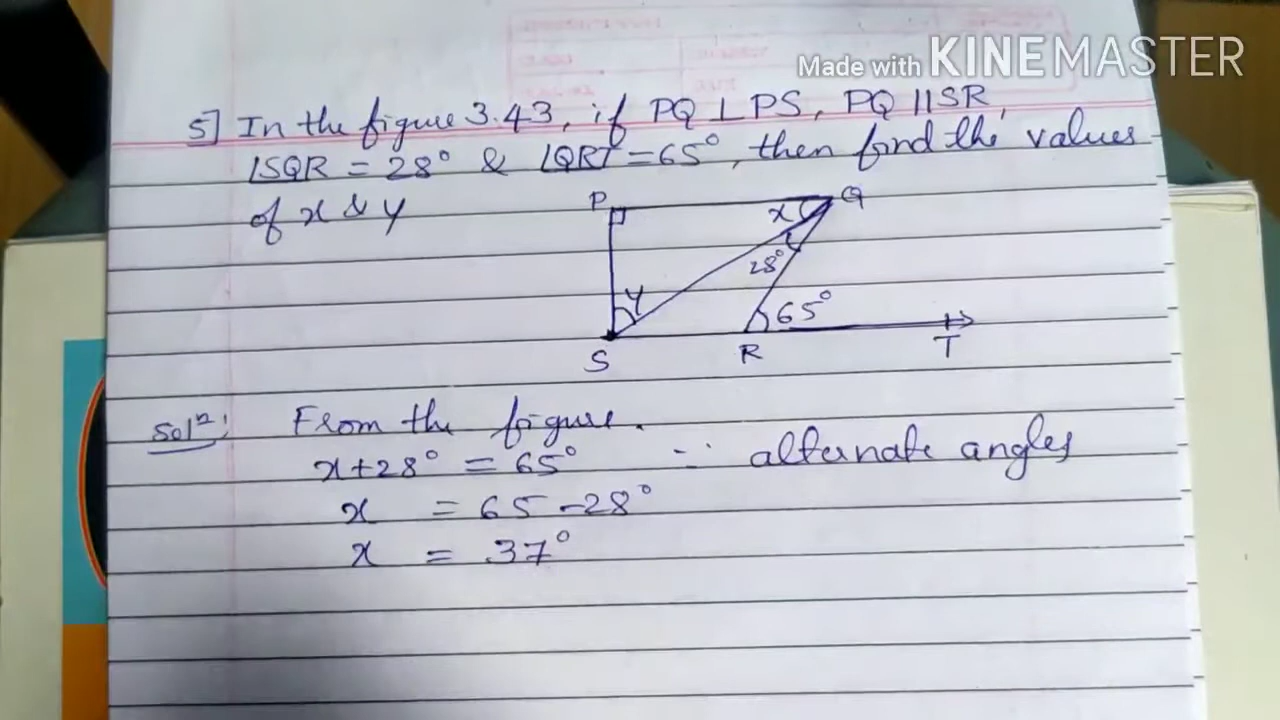 Made with KINEMASTER
5] In the figure 3.43, if PQ ⊥ PS, PQ || SR,
∠SQR = 28° & ∠QRT = 65°, then find the values
of x & y
P Q
x
28°
y
65°
S R T
Solⁿ: From the figure.
x+28° = 65° ∵ alternate angles
x = 65 - 28°
x = 37°